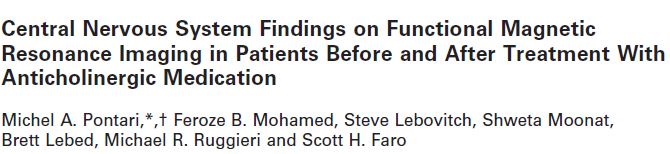 Central Nervous System Findings on Functional Magnetic
Resonance Imaging in Patients Before and After Treatment With
Anticholinergic Medication
Michel A. Pontari,*,† Feroze B. Mohamed, Steve Lebovitch, Shweta Moonat,
Brett Lebed, Michael R. Ruggieri and Scott H. Faro